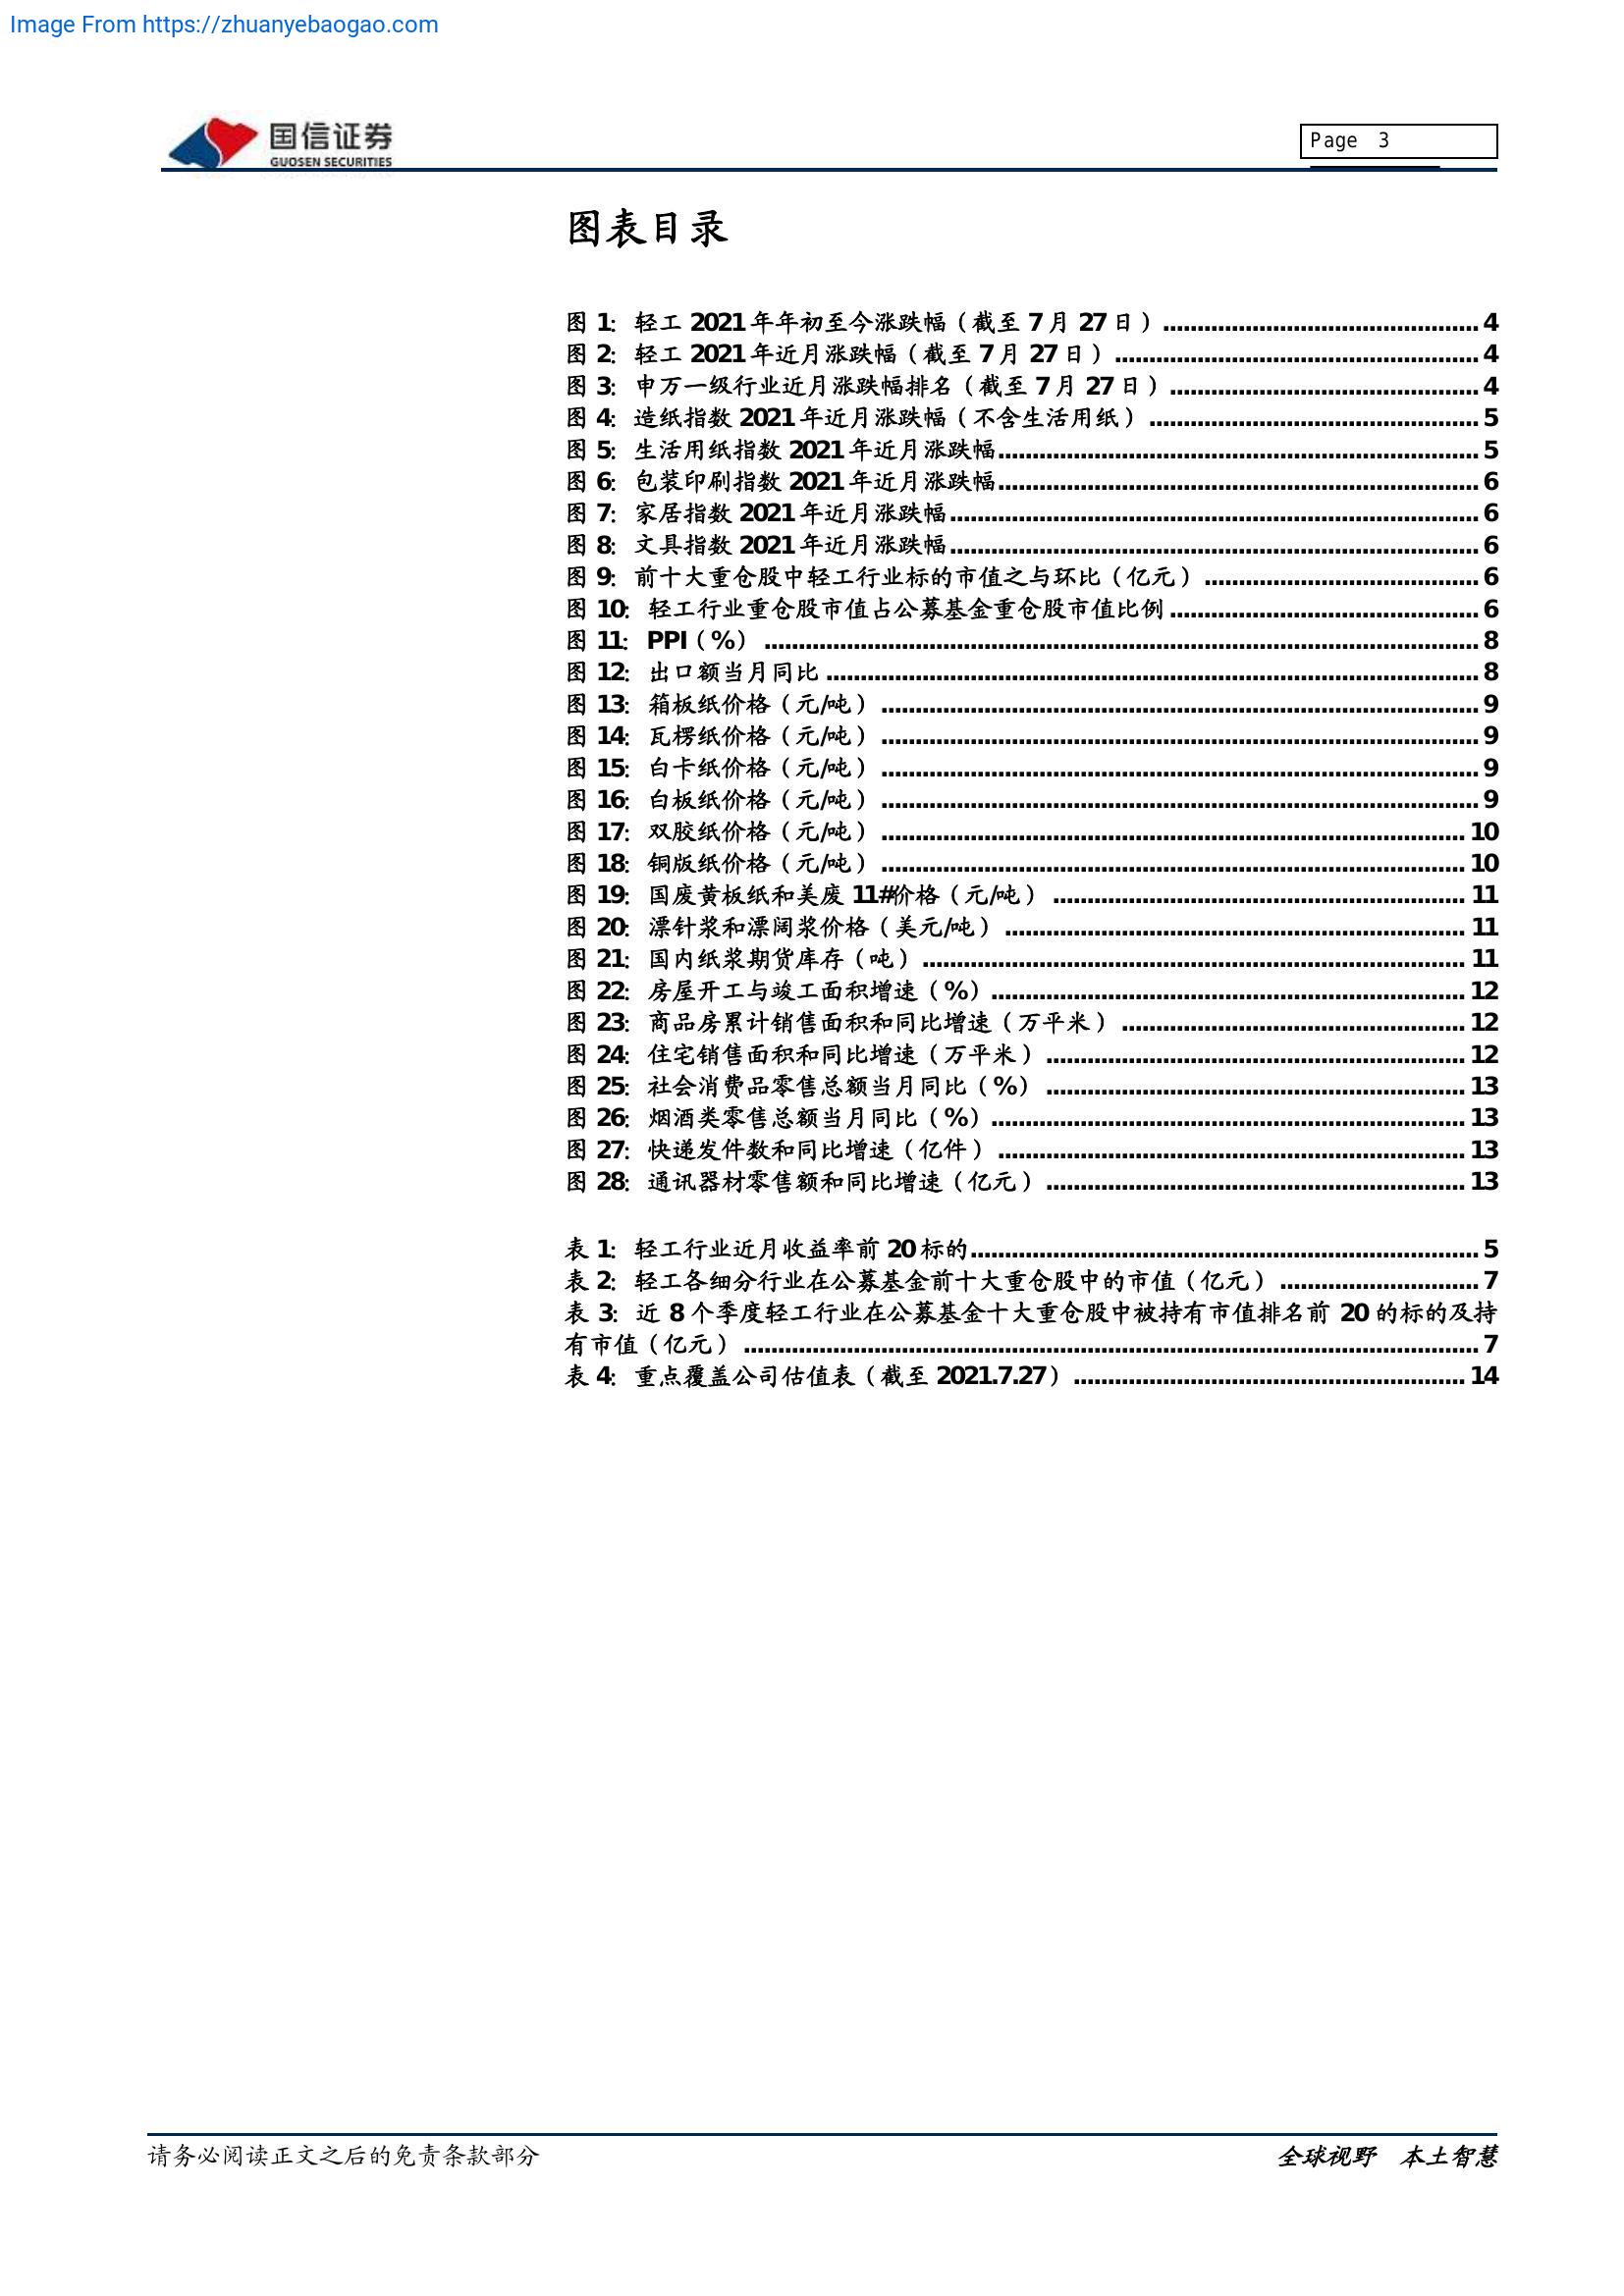 Image From https://zhuanyebaogao.com
国信证券
GUOSEN SECURITIES
Page 3
图表目录
图 1: 轻工 2021 年年初至今涨跌幅（截至 7 月 27 日）.............................................. 4
图 2: 轻工 2021 年近月涨跌幅（截至 7 月 27 日）..................................................... 4
图 3: 申万一级行业近月涨跌幅排名（截至 7 月 27 日）............................................. 4
图 4: 造纸指数 2021 年近月涨跌幅（不含生活用纸）................................................ 5
图 5: 生活用纸指数 2021 年近月涨跌幅...................................................................... 5
图 6: 包装印刷指数 2021 年近月涨跌幅...................................................................... 6
图 7: 家居指数 2021 年近月涨跌幅............................................................................. 6
图 8: 文具指数 2021 年近月涨跌幅............................................................................. 6
图 9: 前十大重仓股中轻工行业标的市值之与环比（亿元）........................................ 6
图 10: 轻工行业重仓股市值占公募基金重仓股市值比例............................................. 6
图 11: PPI（%）........................................................................................................ 8
图 12: 出口额当月同比............................................................................................... 8
图 13: 箱板纸价格（元/吨）....................................................................................... 9
图 14: 瓦楞纸价格（元/吨）....................................................................................... 9
图 15: 白卡纸价格（元/吨）....................................................................................... 9
图 16: 白板纸价格（元/吨）....................................................................................... 9
图 17: 双胶纸价格（元/吨）..................................................................................... 10
图 18: 铜版纸价格（元/吨）..................................................................................... 10
图 19: 国废黄板纸和美废 11#价格（元/吨）............................................................ 11
图 20: 漂针浆和漂阔浆价格（美元/吨）................................................................... 11
图 21: 国内纸浆期货库存（吨）............................................................................... 11
图 22: 房屋开工与竣工面积增速（%）..................................................................... 12
图 23: 商品房累计销售面积和同比增速（万平米）.................................................. 12
图 24: 住宅销售面积和同比增速（万平米）............................................................. 12
图 25: 社会消费品零售总额当月同比（%）............................................................. 13
图 26: 烟酒类零售总额当月同比（%）..................................................................... 13
图 27: 快递发件数和同比增速（亿件）.................................................................... 13
图 28: 通讯器材零售额和同比增速（亿元）............................................................. 13
表 1: 轻工行业近月收益率前 20 标的.......................................................................... 5
表 2: 轻工各细分行业在公募基金前十大重仓股中的市值（亿元）............................. 7
表 3: 近 8 个季度轻工行业在公募基金十大重仓股中被持有市值排名前 20 的标的及持
有市值（亿元）........................................................................................................... 7
表 4: 重点覆盖公司估值表（截至 2021.7.27）......................................................... 14
请务必阅读正文之后的免责条款部分
全球视野 本土智慧